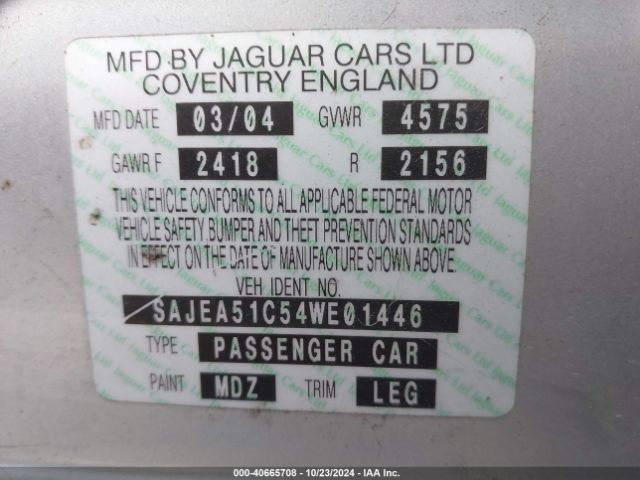 MFD BY JAGUAR CARS LTD
COVENTRY ENGLAND
MFD DATE 03/04 GVWR 4575
GAWR F 2418 R 2156
THIS VEHICLE CONFORMS TO ALL APPLICABLE FEDERAL MOTOR
VEHICLE SAFETY BUMPER AND THEFT PREVENTION STANDARDS
IN EFFECT ON THE DATE OF MANUFACTURE SHOWN ABOVE.
VEH IDENT NO.
SAJEA51C54WE01446
TYPE PASSENGER CAR
PAINT MDZ TRIM LEG
000-40665708 - 10/23/2024 - IAA Inc.